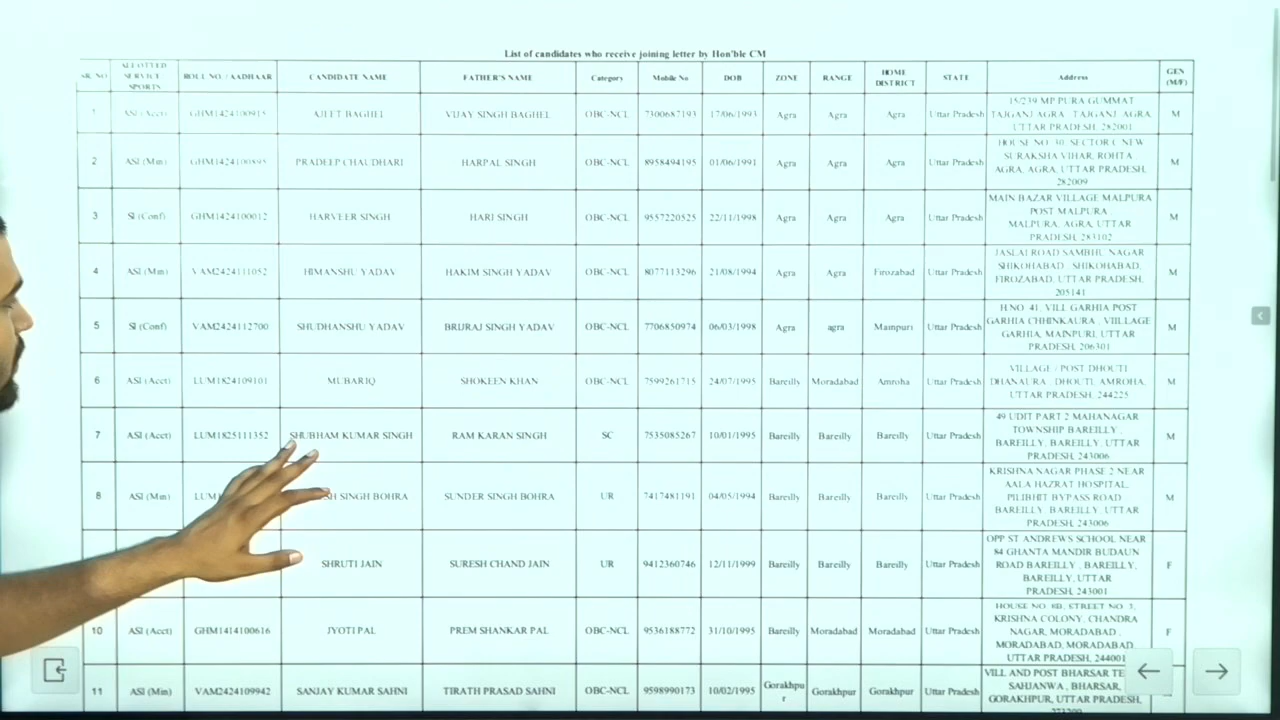 List of candidates who receive joining letter by Hon'ble CM
SR. NO ALLOTTED SERVICE SPORTS ROLL NO. / AADHAAR CANDIDATE NAME FATHER'S NAME Category Mobile No DOB ZONE RANGE HOME DISTRICT STATE Address GEN (M/F)
1 ASI (Acct) GHM1424100915 AJEET BAGHEL VIJAY SINGH BAGHEL OBC-NCL 7300687193 17/06/1993 Agra Agra Agra Uttar Pradesh 15/239 MP PURA GUMMAT M
TAJGANJ AGRA , TAJGANJ, AGRA,
UTTAR PRADESH, 282001
2 ASI (Min) GHM1424100895 PRADEEP CHAUDHARI HARPAL SINGH OBC-NCL 8958494195 01/06/1991 Agra Agra Agra Uttar Pradesh HOUSE NO. 30, SECTOR C NEW M
SURAKSHA VIHAR, ROHTA ,
AGRA, AGRA, UTTAR PRADESH,
282009
3 SI (Conf) GHM1424100012 HARVEER SINGH HARI SINGH OBC-NCL 9557220525 22/11/1998 Agra Agra Agra Uttar Pradesh MAIN BAZAR VILLAGE MALPURA M
POST MALPURA ,
MALPURA, AGRA, UTTAR
PRADESH, 283102
4 ASI (Min) VAM2424111052 HIMANSHU YADAV HAKIM SINGH YADAV OBC-NCL 8077113296 21/08/1994 Agra Agra Firozabad Uttar Pradesh JASLAI ROAD SAMBHU NAGAR M
SHIKOHABAD , SHIKOHABAD,
FIROZABAD, UTTAR PRADESH,
205141
5 SI (Conf) VAM2424112700 SHUDHANSHU YADAV BRIJRAJ SINGH YADAV OBC-NCL 7706850974 06/03/1998 Agra agra Mainpuri Uttar Pradesh H.NO. 41, VILL GARHIA POST M
GARHIA CHHINKAURA , VIILLAGE
GARHIA, MAINPURI, UTTAR
PRADESH, 206301
6 ASI (Acct) LUM1824109101 MUBARIQ SHOKEEN KHAN OBC-NCL 7599261715 24/07/1995 Bareilly Moradabad Amroha Uttar Pradesh VILLAGE / POST DHOUTI M
DHANAURA , DHOUTI, AMROHA,
UTTAR PRADESH, 244225
7 ASI (Acct) LUM1825111352 SHUBHAM KUMAR SINGH RAM KARAN SINGH SC 7535085267 10/01/1995 Bareilly Bareilly Bareilly Uttar Pradesh 49 UDIT PART 2 MAHANAGAR M
TOWNSHIP BAREILLY ,
BAREILLY, BAREILLY, UTTAR
PRADESH, 243006
8 ASI (Min) SINGH BOHRA SUNDER SINGH BOHRA UR 7417481191 04/05/1994 Bareilly Bareilly Bareilly Uttar Pradesh KRISHNA NAGAR PHASE 2 NEAR M
AALA HAZRAT HOSPITAL,
PILIBHIT BYPASS ROAD
BAREILLY, BAREILLY, UTTAR
PRADESH, 243006
SHRUTI JAIN SURESH CHAND JAIN UR 9412360746 12/11/1999 Bareilly Bareilly Bareilly Uttar Pradesh OPP ST ANDREWS SCHOOL NEAR F
84 GHANTA MANDIR BUDAUN
ROAD BAREILLY , BAREILLY,
BAREILLY, UTTAR
PRADESH, 243001
10 ASI (Acct) GHM1414100616 JYOTI PAL PREM SHANKAR PAL OBC-NCL 9536188772 31/10/1995 Bareilly Moradabad Moradabad Uttar Pradesh HOUSE NO. 8B, STREET NO. 3, F
KRISHNA COLONY, CHANDRA
NAGAR, MORADABAD ,
MORADABAD, MORADABAD,
UTTAR PRADESH, 244001
11 ASI (Min) VAM2424109942 SANJAY KUMAR SAHNI TIRATH PRASAD SAHNI OBC-NCL 9598990173 10/02/1995 Gorakhpur Gorakhpur Gorakhpur Uttar Pradesh VILL AND POST BHARSAR
SAHJANWA , BHARSAR,
GORAKHPUR, UTTAR PRADESH,